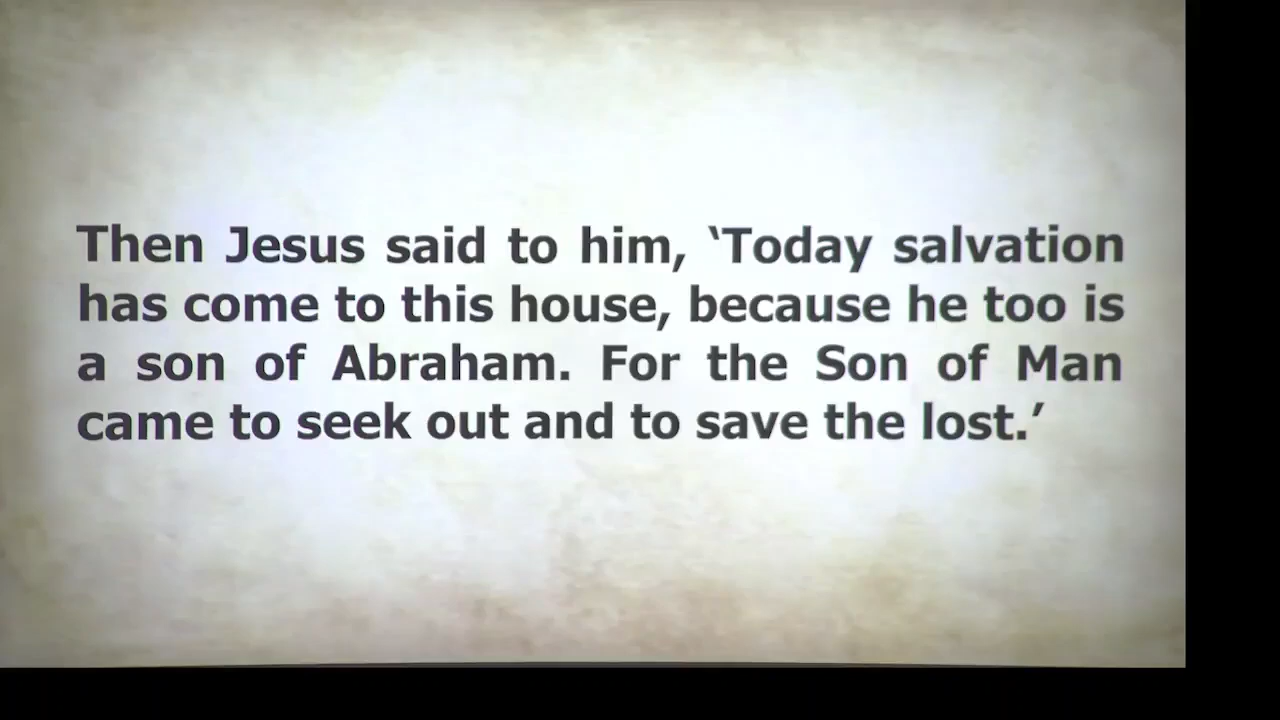 Then Jesus said to him, ‘Today salvation
has come to this house, because he too is
a son of Abraham. For the Son of Man
came to seek out and to save the lost.’